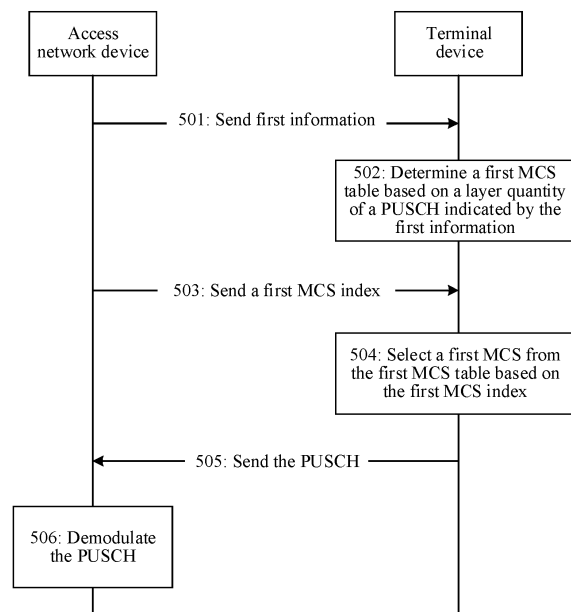 Access
network device
Terminal
device
501: Send first information
502: Determine a first MCS
table based on a layer quantity
of a PUSCH indicated by the
first information
503: Send a first MCS index
504: Select a first MCS from
the first MCS table based on
the first MCS index
505: Send the PUSCH
506: Demodulate
the PUSCH